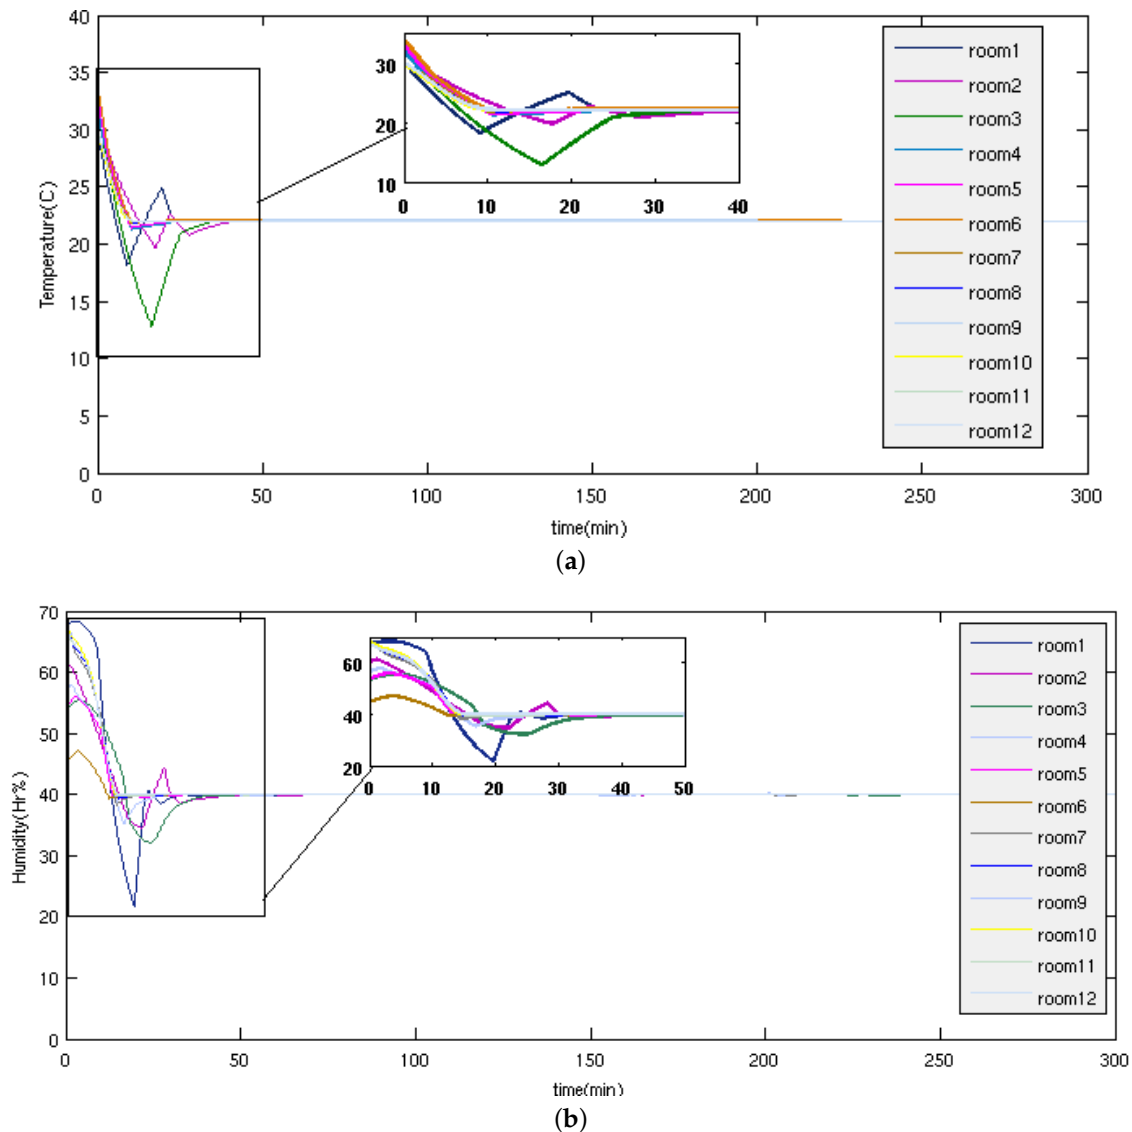 40
35
30
25
20
15
10
5
0
Temperature(C)
0
50
100
150
200
250
300
time(min)
30
20
10
0
10
20
30
40
room1
room2
room3
room4
room5
room6
room7
room8
room9
room10
room11
room12
(a)
70
60
50
40
30
20
10
0
Humidity(Hr%)
0
50
100
150
200
250
300
time(min)
60
40
20
0
10
20
30
40
50
room1
room2
room3
room4
room5
room6
room7
room8
room9
room10
room11
room12
(b)